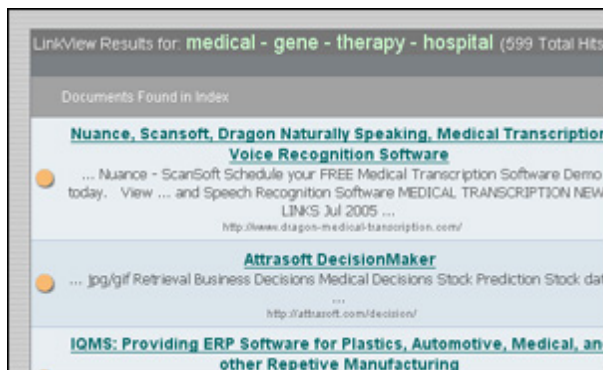 LinkView Results for: medical - gene - therapy - hospital (599 Total Hits
Documents Found in Index
Nuance, Scansoft, Dragon Naturally Speaking, Medical Transcription
Voice Recognition Software
... Nuance - ScanSoft Schedule your FREE Medical Transcription Software Demo
today. View ... and Speech Recognition Software MEDICAL TRANSCRIPTION NEW
LINKS Jul 2005 ...
http://www.dragon-medical-transcription.com/
Attrasoft DecisionMaker
... jpg/gif Retrieval Business Decisions Medical Decisions Stock Prediction Stock dat
...
http://attrasoft.com/decision/
IQMS: Providing ERP Software for Plastics, Automotive, Medical, an
other Repetive Manufacturing